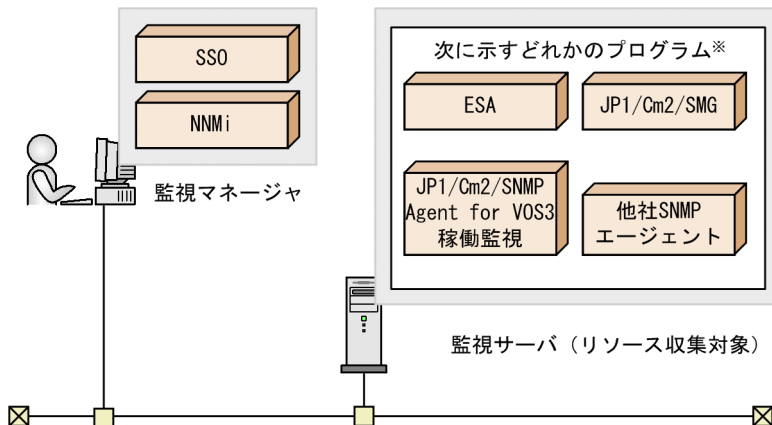 SSO
NNMi
監視マネージャ
次に示すどれかのプログラム※
ESA
JP1/Cm2/SMG
JP1/Cm2/SNMP
Agent for VOS3
稼働監視
他社SNMP
エージェント
監視サーバ（リソース収集対象）